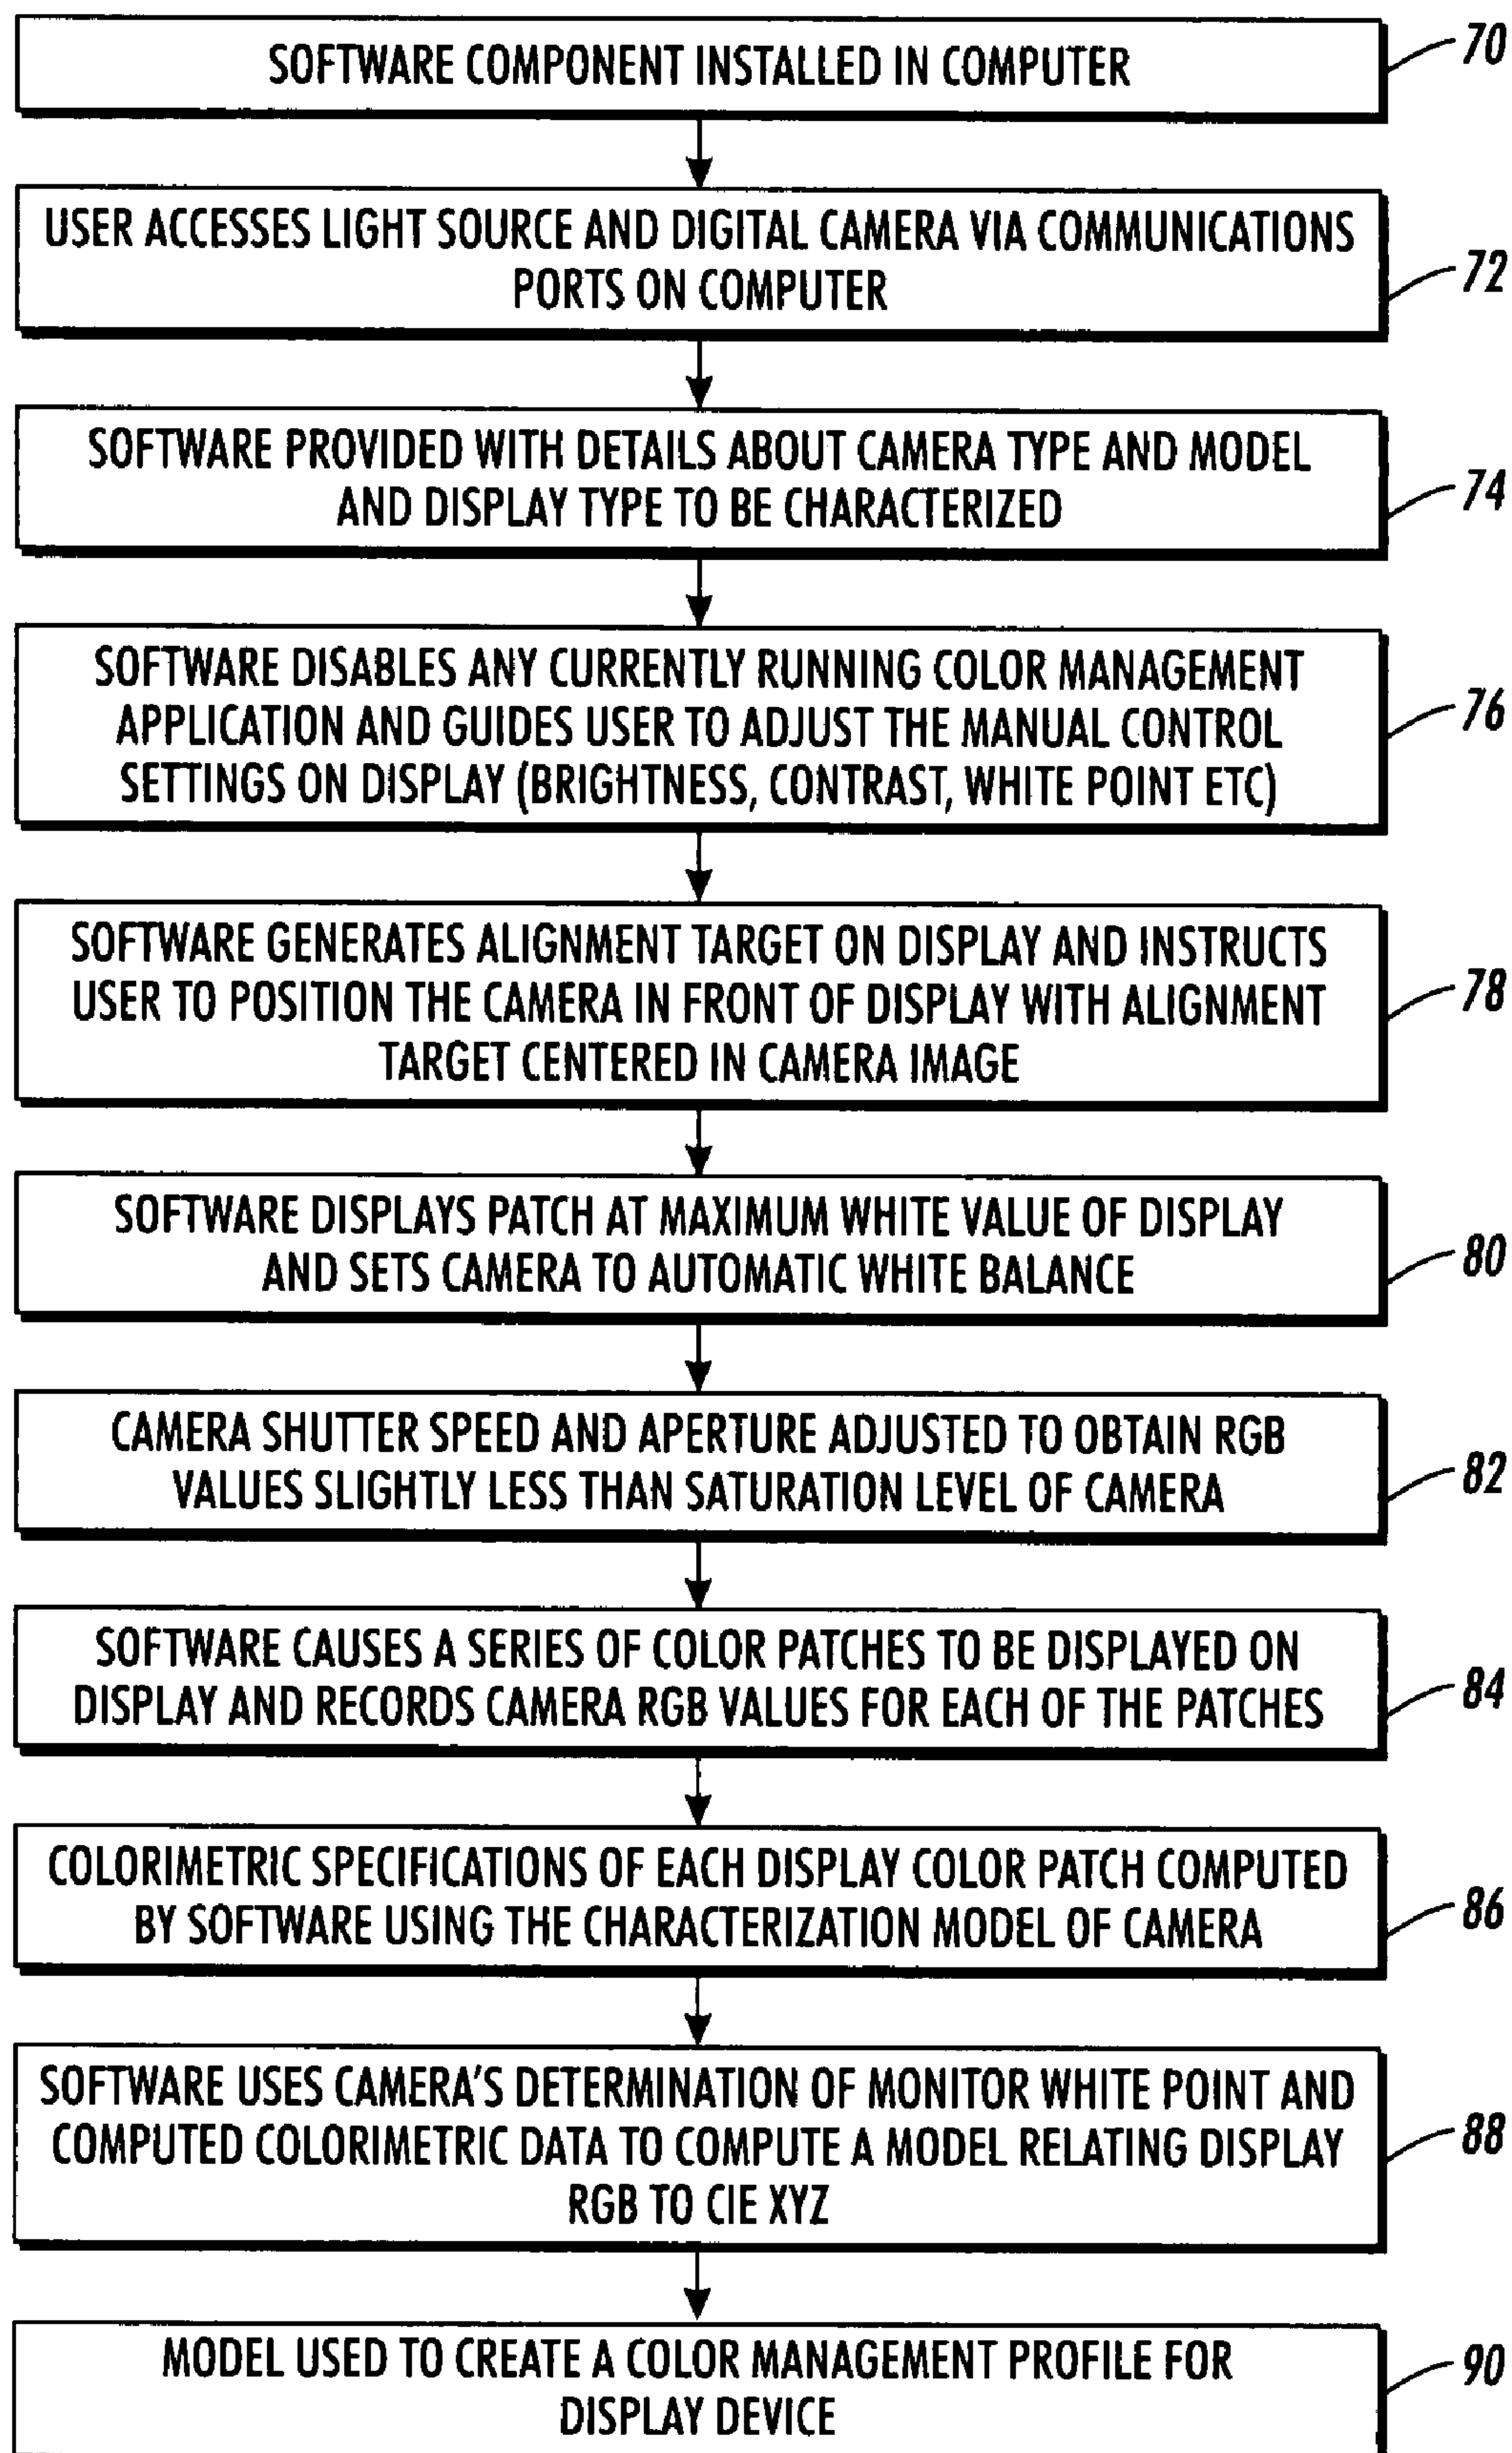 SOFTWARE COMPONENT INSTALLED IN COMPUTER
70
USER ACCESSES LIGHT SOURCE AND DIGITAL CAMERA VIA COMMUNICATIONS
PORTS ON COMPUTER
72
SOFTWARE PROVIDED WITH DETAILS ABOUT CAMERA TYPE AND MODEL
AND DISPLAY TYPE TO BE CHARACTERIZED
74
SOFTWARE DISABLES ANY CURRENTLY RUNNING COLOR MANAGEMENT
APPLICATION AND GUIDES USER TO ADJUST THE MANUAL CONTROL
SETTINGS ON DISPLAY (BRIGHTNESS, CONTRAST, WHITE POINT ETC)
76
SOFTWARE GENERATES ALIGNMENT TARGET ON DISPLAY AND INSTRUCTS
USER TO POSITION THE CAMERA IN FRONT OF DISPLAY WITH ALIGNMENT
TARGET CENTERED IN CAMERA IMAGE
78
SOFTWARE DISPLAYS PATCH AT MAXIMUM WHITE VALUE OF DISPLAY
AND SETS CAMERA TO AUTOMATIC WHITE BALANCE
80
CAMERA SHUTTER SPEED AND APERTURE ADJUSTED TO OBTAIN RGB
VALUES SLIGHTLY LESS THAN SATURATION LEVEL OF CAMERA
82
SOFTWARE CAUSES A SERIES OF COLOR PATCHES TO BE DISPLAYED ON
DISPLAY AND RECORDS CAMERA RGB VALUES FOR EACH OF THE PATCHES
84
COLORIMETRIC SPECIFICATIONS OF EACH DISPLAY COLOR PATCH COMPUTED
BY SOFTWARE USING THE CHARACTERIZATION MODEL OF CAMERA
86
SOFTWARE USES CAMERA'S DETERMINATION OF MONITOR WHITE POINT AND
COMPUTED COLORIMETRIC DATA TO COMPUTE A MODEL RELATING DISPLAY
RGB TO CIE XYZ
88
MODEL USED TO CREATE A COLOR MANAGEMENT PROFILE FOR
DISPLAY DEVICE
90